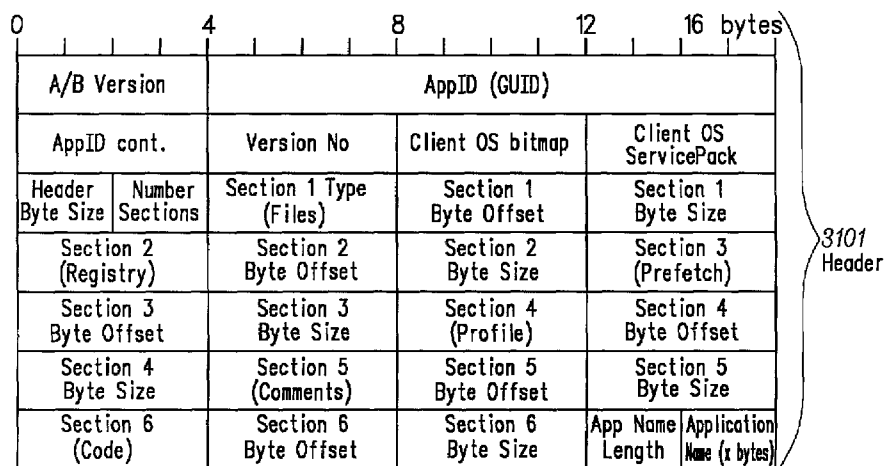 0 4 8 12 16 bytes
A/B Version AppID (GUID)
AppID cont. Version No Client OS bitmap Client OS
ServicePack
Header Number Section 1 Type Section 1 Section 1
Byte Size Sections (Files) Byte Offset Byte Size
Section 2 Section 2 Section 2 Section 3
(Registry) Byte Offset Byte Size (Prefetch)
3101
Header
Section 3 Section 3 Section 4 Section 4
Byte Offset Byte Size (Profile) Byte Offset
Section 4 Section 5 Section 5 Section 5
Byte Size (Comments) Byte Offset Byte Size
Section 6 Section 6 Section 6 App Name Application
(Code) Byte Offset Byte Size Length Name (x bytes)